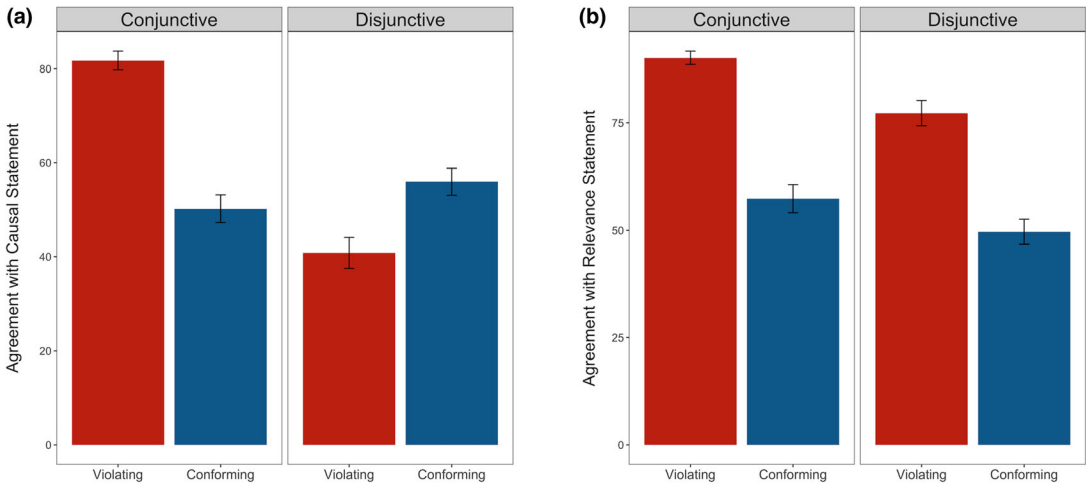 (a)
Conjunctive
Disjunctive
Agreement with Causal Statement
80
60
40
20
0
Violating
Conforming
Violating
Conforming
(b)
Conjunctive
Disjunctive
Agreement with Relevance Statement
75
50
25
0
Violating
Conforming
Violating
Conforming